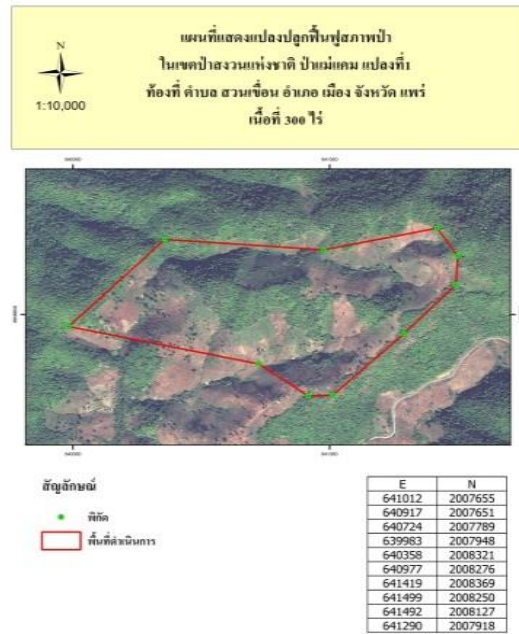 แผนที่แสดงแปลงปลูกฟื้นฟูสภาพป่า
N
ในเขตป่าสงวนแห่งชาติ ป่าแม่แคม แปลงที่1
1:10,000
ท้องที่ ตำบล สวนเขื่อน อำเภอ เมือง จังหวัด แพร่
เนื้อที่ 300 ไร่
สัญลักษณ์
พิกัด
พื้นที่ดำเนินการ
E N
641012 2007655
640917 2007651
640724 2007789
639983 2007948
640358 2008321
640977 2008276
641419 2008369
641499 2008250
641492 2008127
641290 2007918